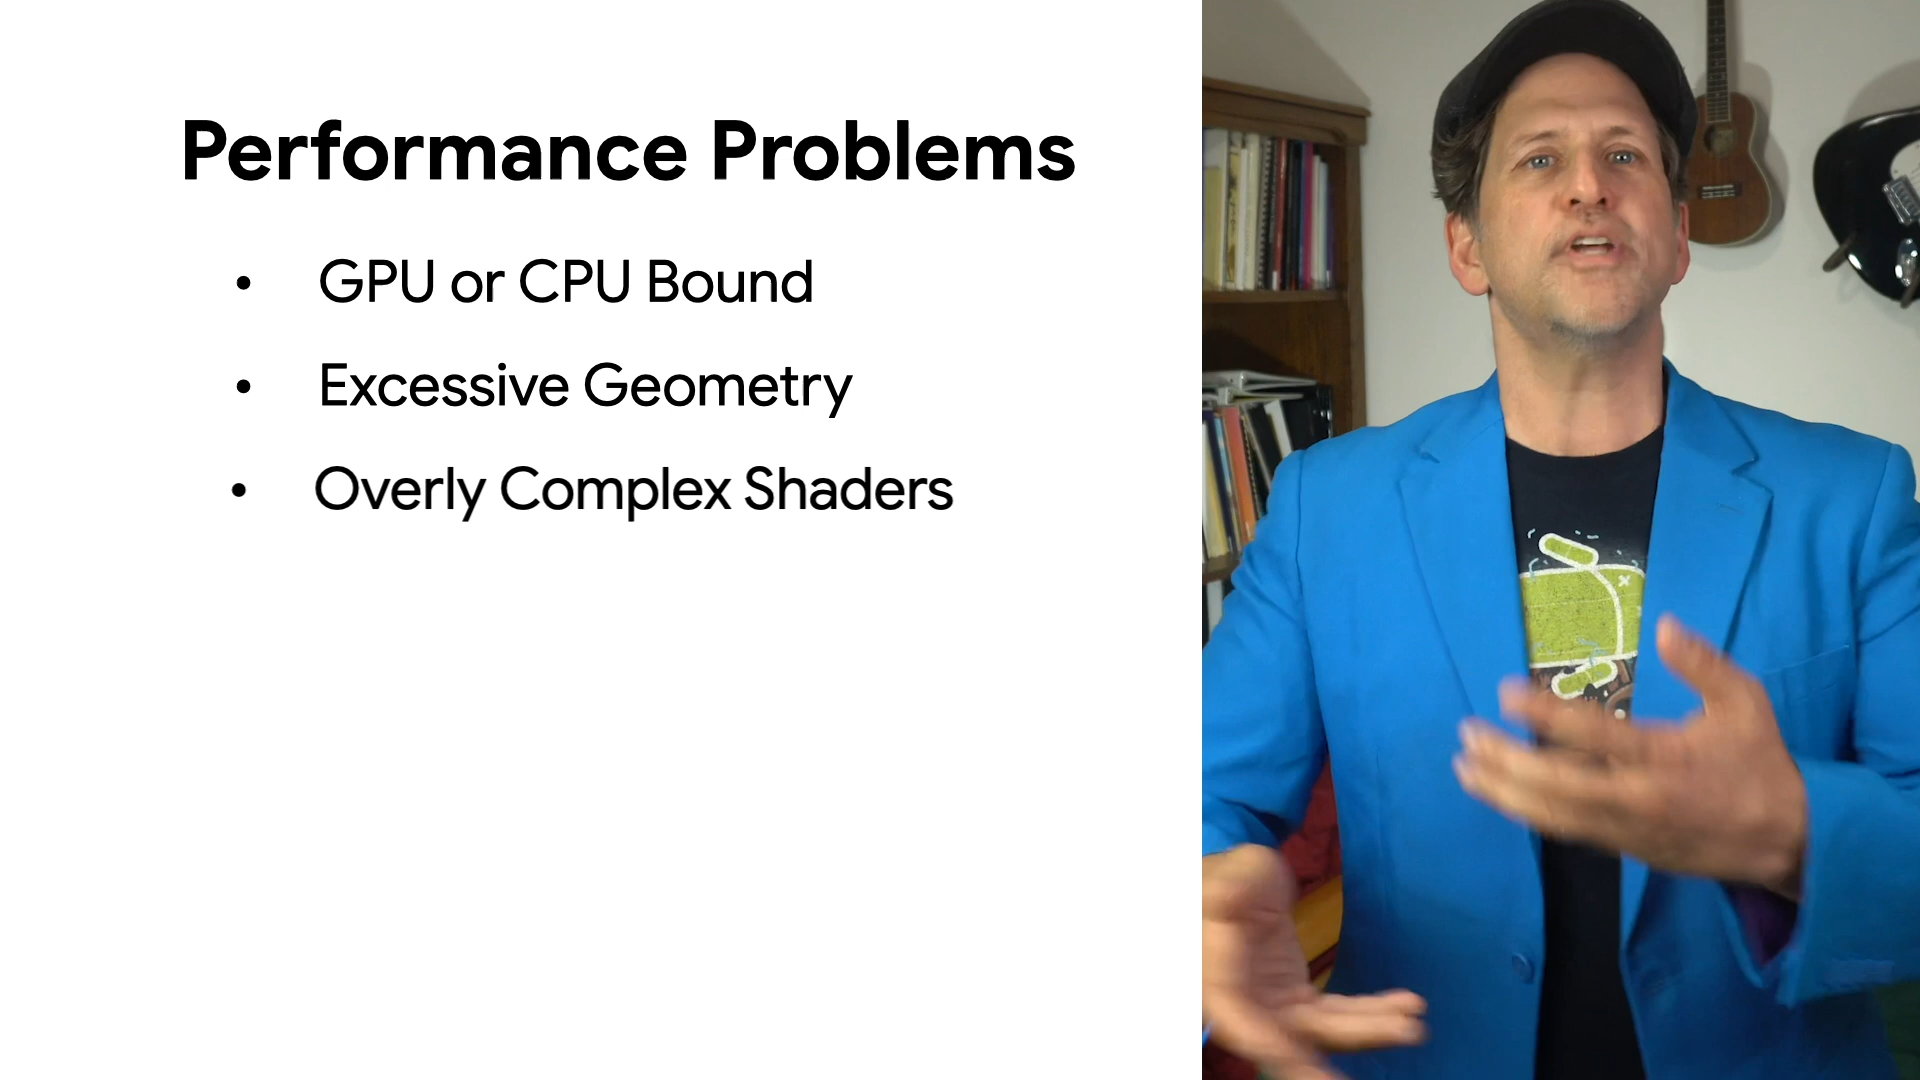 Performance Problems
• GPU or CPU Bound
• Excessive Geometry
• Overly Complex Shaders